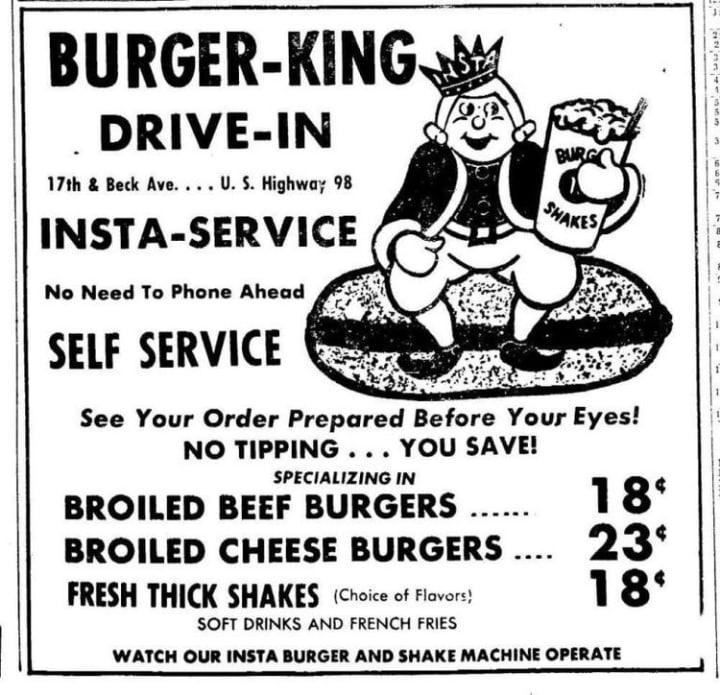 BURGER-KING
INSTA
DRIVE-IN
17th & Beck Ave. . . . U. S. Highway 98
BURG
SHAKES
INSTA-SERVICE
No Need To Phone Ahead
SELF SERVICE
See Your Order Prepared Before Your Eyes!
NO TIPPING . . . YOU SAVE!
SPECIALIZING IN
BROILED BEEF BURGERS ...... 18¢
BROILED CHEESE BURGERS .... 23¢
FRESH THICK SHAKES (Choice of Flavors) 18¢
SOFT DRINKS AND FRENCH FRIES
WATCH OUR INSTA BURGER AND SHAKE MACHINE OPERATE